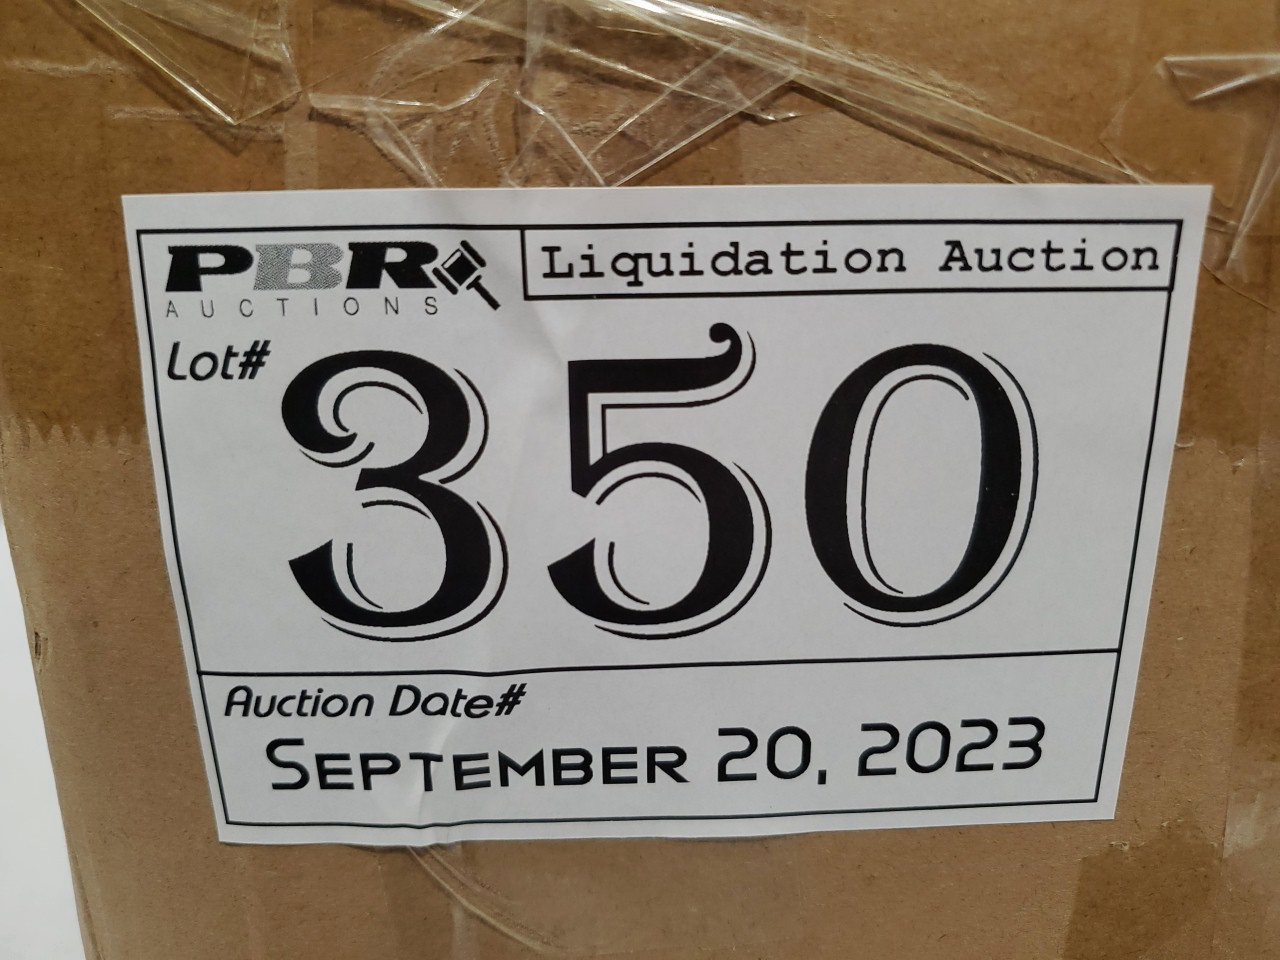 PBR
AUCTIONS
Liquidation Auction
Lot#
350
Auction Date#
SEPTEMBER 20, 2023